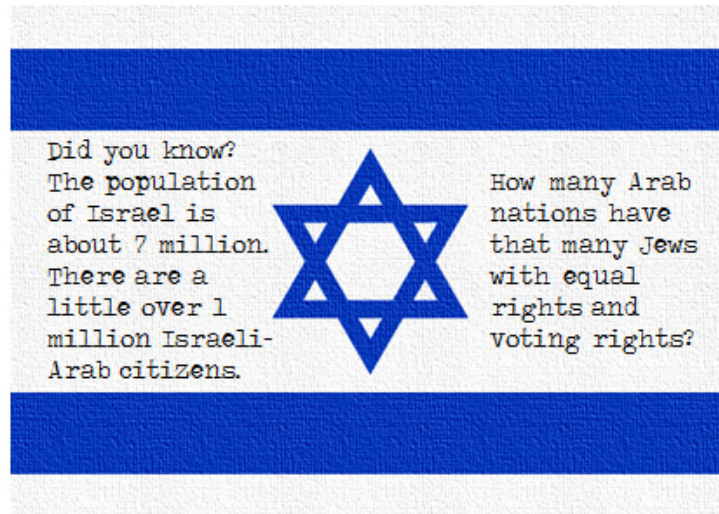 Did you know?
The population
of Israel is
about 7 million.
There are a
little over 1
million Israeli-
Arab citizens.
How many Arab
nations have
that many Jews
with equal
rights and
voting rights?